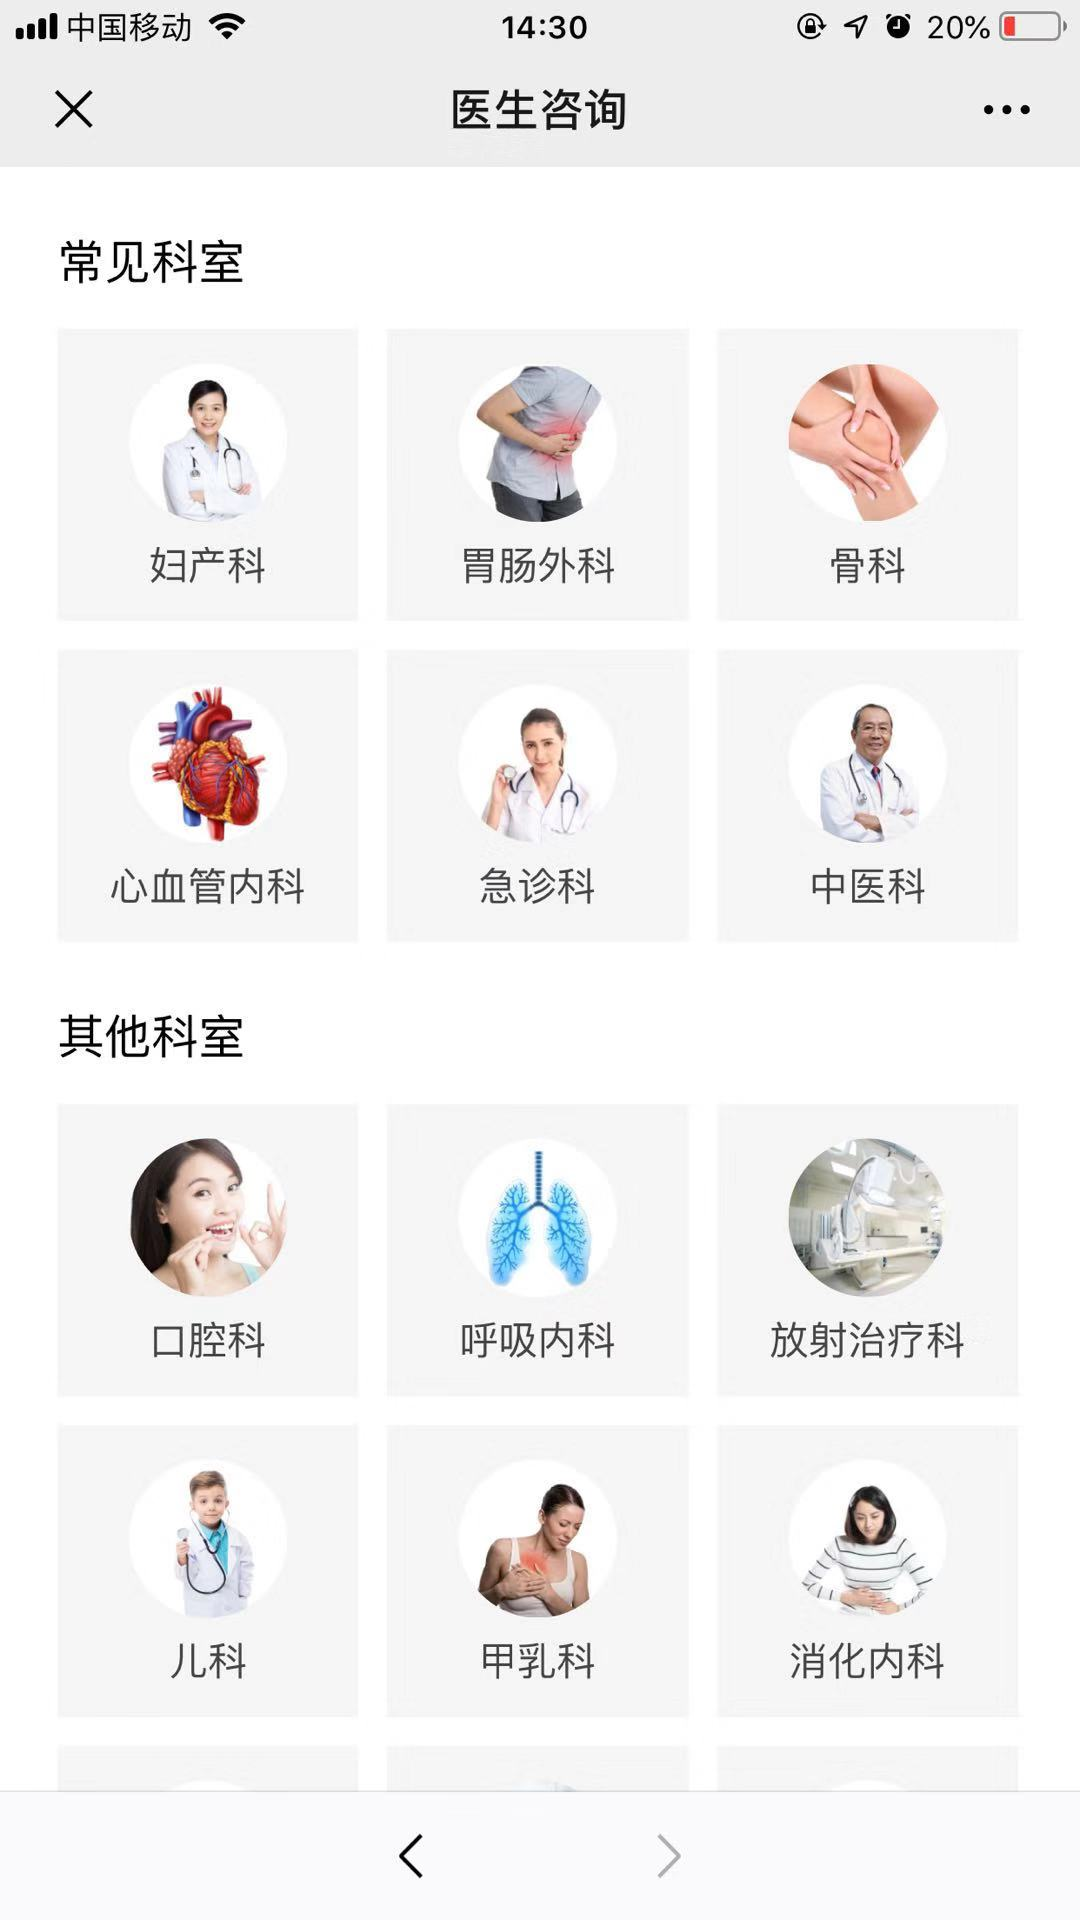 中国移动 14:30 20%
医生咨询
常见科室
妇产科 胃肠外科 骨科
心血管内科 急诊科 中医科
其他科室
口腔科 呼吸内科 放射治疗科
儿科 甲乳科 消化内科